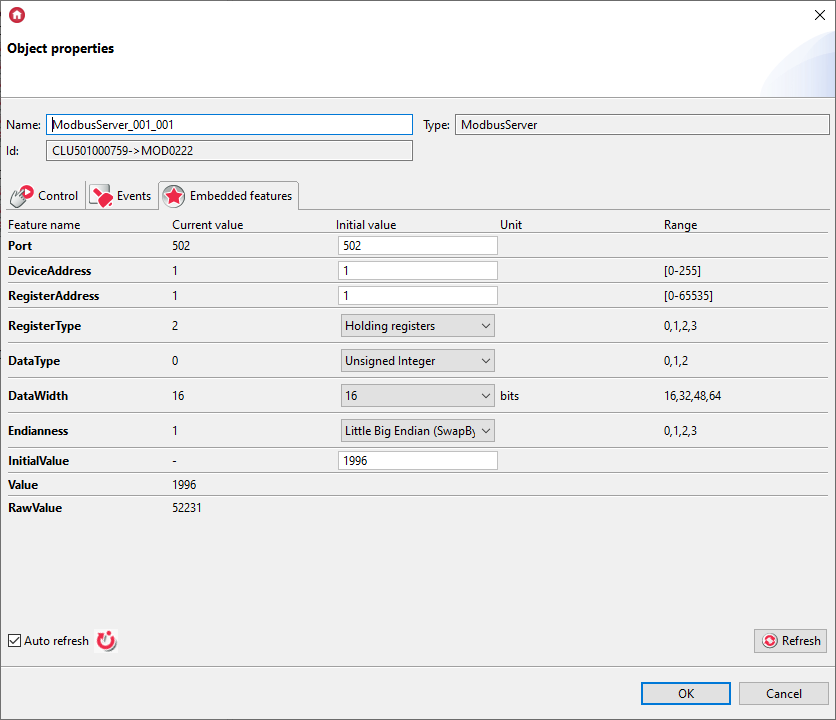 Object properties
Name: ModbusServer_001_001 Type: ModbusServer
Id: CLU501000759->MOD0222
Control Events Embedded features
Feature name Current value Initial value Unit Range
Port 502 502
DeviceAddress 1 1 [0-255]
RegisterAddress 1 1 [0-65535]
RegisterType 2 Holding registers 0,1,2,3
DataType 0 Unsigned Integer 0,1,2
DataWidth 16 16 bits 16,32,48,64
Endianness 1 Little Big Endian (SwapBy 0,1,2,3
InitialValue - 1996
Value 1996
RawValue 52231
Auto refresh Refresh
OK Cancel